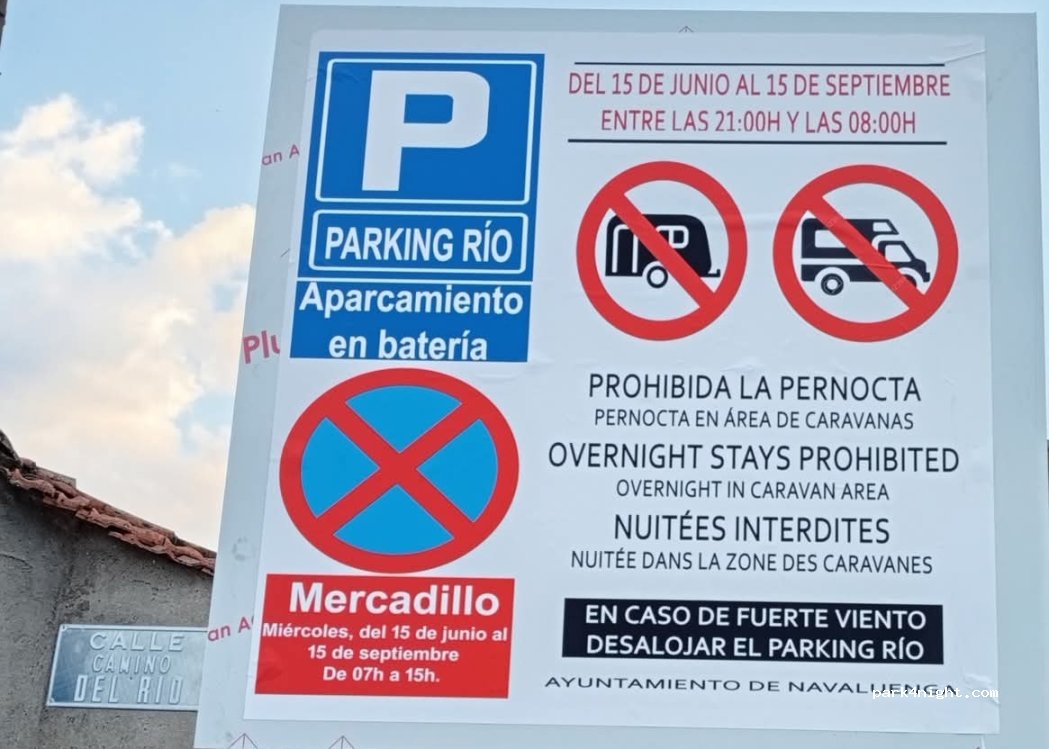 P
PARKING RÍO
Aparcamiento
en batería
Mercadillo
Miércoles, del 15 de junio al
15 de septiembre
De 07h a 15h.
DEL 15 DE JUNIO AL 15 DE SEPTIEMBRE
ENTRE LAS 21:00H Y LAS 08:00H
PROHIBIDA LA PERNOCTA
PERNOCTA EN ÁREA DE CARAVANAS
OVERNIGHT STAYS PROHIBITED
OVERNIGHT IN CARAVAN AREA
NUITÉES INTERDITES
NUITÉE DANS LA ZONE DES CARAVANES
EN CASO DE FUERTE VIENTO
DESALOJAR EL PARKING RÍO
AYUNTAMIENTO DE NAVALUENGA
park4night.com
CALLE
CAMINO
DEL RIO